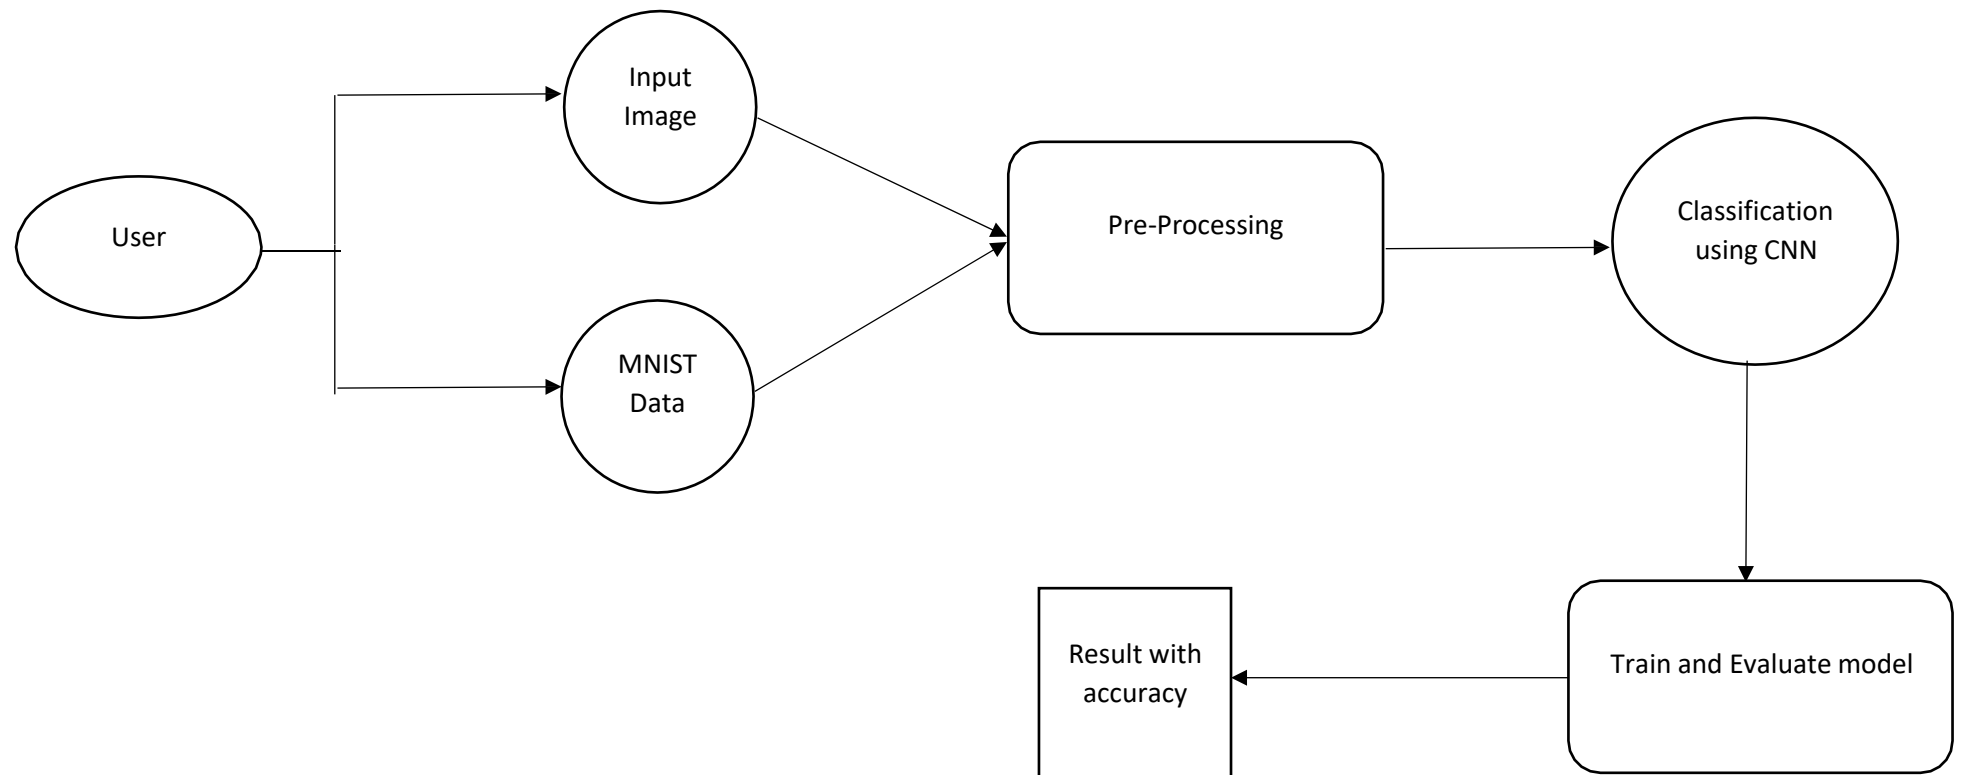 Input
Image
User
MNIST
Data
Pre-Processing
Classification
using CNN
Train and Evaluate model
Result with
accuracy